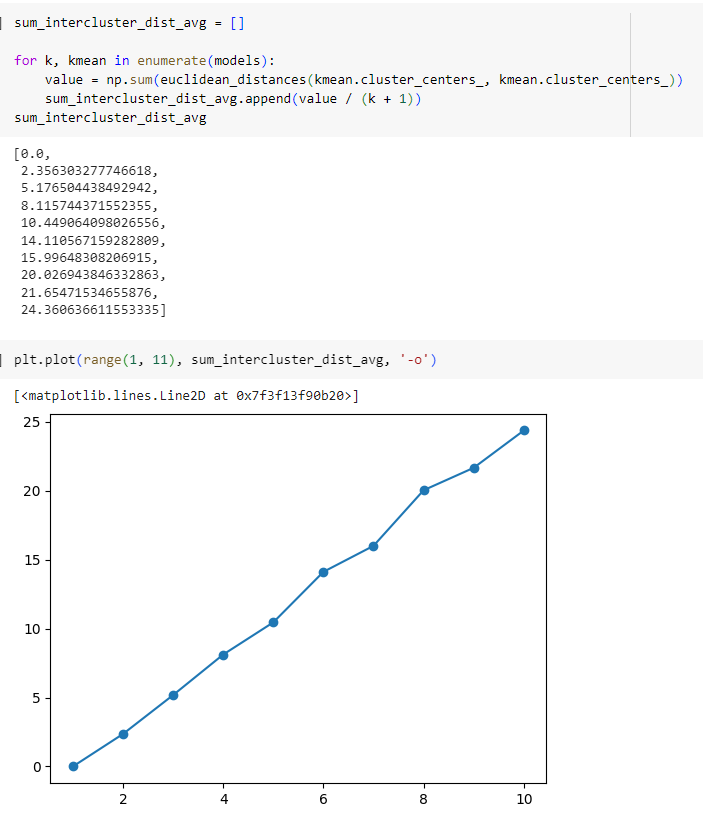 sum_intercluster_dist_avg = []
for k, kmean in enumerate(models):
    value = np.sum(euclidean_distances(kmean.cluster_centers_, kmean.cluster_centers_))
    sum_intercluster_dist_avg.append(value / (k + 1))
sum_intercluster_dist_avg
[0.0,
 2.356303277746618,
 5.176504438492942,
 8.115744371552355,
 10.449064098026556,
 14.110567159282809,
 15.99648308206915,
 20.026943846332863,
 21.65471534655876,
 24.360636611553335]
plt.plot(range(1, 11), sum_intercluster_dist_avg, '-o')
[<matplotlib.lines.Line2D at 0x7f3f13f90b20>]
25
20
15
10
5
0
2 4 6 8 10